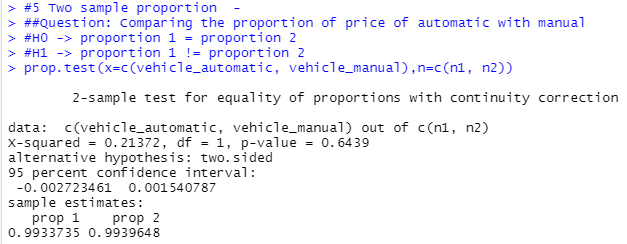 > #5 Two sample proportion  -
> ##Question: Comparing the proportion of price of automatic with manual
> #H0 -> proportion 1 = proportion 2
> #H1 -> proportion 1 != proportion 2
> prop.test(x=c(vehicle_automatic, vehicle_manual),n=c(n1, n2))
2-sample test for equality of proportions with continuity correction
data:  c(vehicle_automatic, vehicle_manual) out of c(n1, n2)
X-squared = 0.21372, df = 1, p-value = 0.6439
alternative hypothesis: two.sided
95 percent confidence interval:
-0.002723461  0.001540787
sample estimates:
prop 1    prop 2
0.9933735 0.9939648